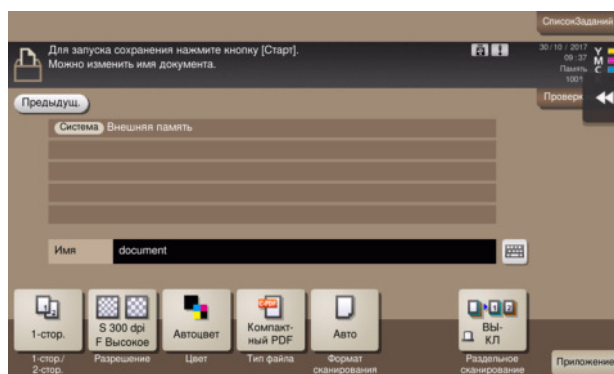 СписокЗаданий
Для запуска сохранения нажмите кнопку [Старт].
Можно изменить имя документа.
30/10 / 2017
09:37
Память
100%
Y
M
C
Предыдущ.
Проверк
Система Внешняя память
Имя document
1-стор.
S 300 dpi
F Высокое
Автоцвет
Компакт-
ный PDF
Авто
ВЫ-
КЛ
1-стор./
2-стор.
Разрешение
Цвет
Тип файла
Формат
сканирования
Раздельное
сканирование
Приложение